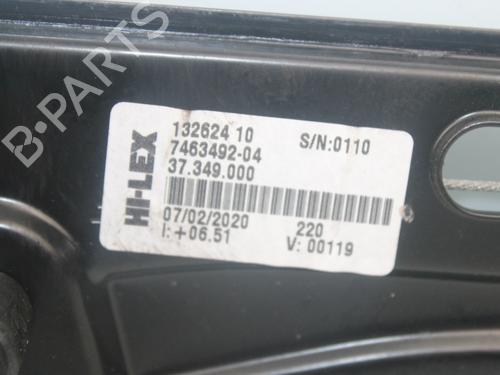 B-PARTS
HI-LEX
132624 10 S/N:0110
7463492-04
37.349.000
07/02/2020 220
I:+06.51 V: 00119